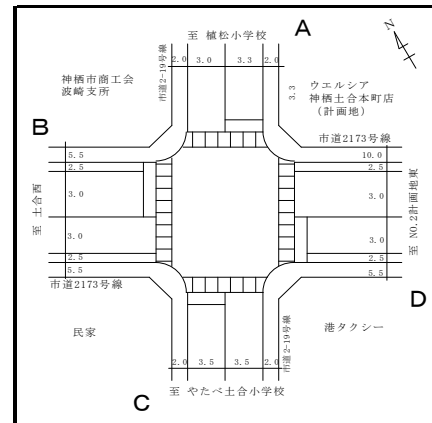 至 植松小学校
A
N
2.0 3.0 3.3 2.0
市道2-19号線
3.3
神栖市商工会
波崎支所
ウエルシア
神栖土合本町店
(計画地)
B
市道2173号線
5.5
2.5
3.0
3.0
2.5
5.5
至 土合西
10.0
2.5
3.0
3.0
2.5
5.5
至 NO.2計画地東
市道2173号線
D
民家
港タクシー
2.0 3.5 3.5 2.0
市道2-19号線
C
至 やたべ土合小学校